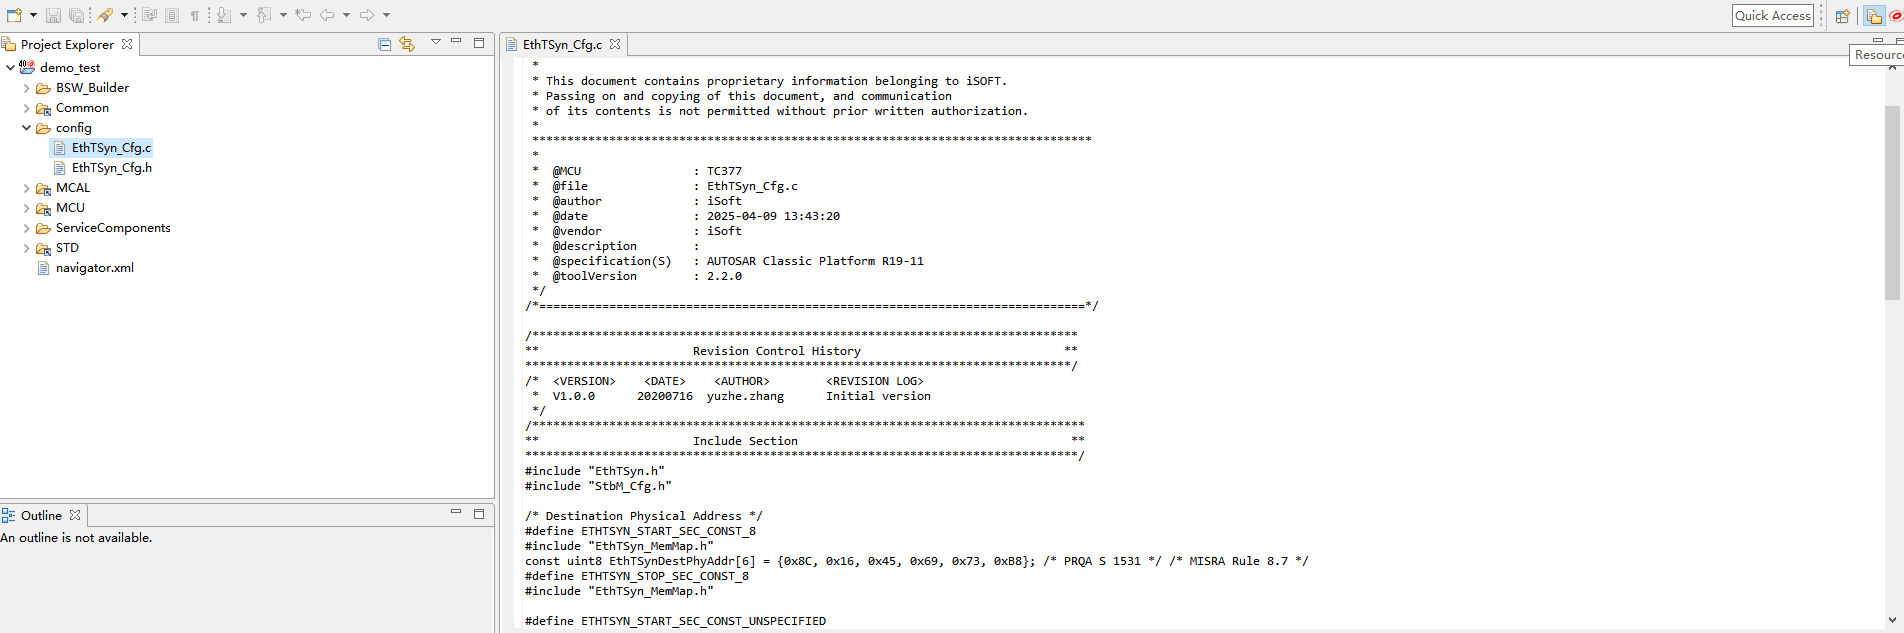 Quick Access
Project Explorer
EthTSyn_Cfg.c
demo_test
BSW_Builder
Common
config
EthTSyn_Cfg.c
EthTSyn_Cfg.h
MCAL
MCU
ServiceComponents
STD
navigator.xml
Outline
An outline is not available.
*
* This document contains proprietary information belonging to iSOFT.
* Passing on and copying of this document, and communication
* of its contents is not permitted without prior written authorization.
*
********************************************************************************
*
* @MCU : TC377
* @file : EthTSyn_Cfg.c
* @author : iSoft
* @date : 2025-04-09 13:43:20
* @vendor : iSoft
* @description :
* @specification(S) : AUTOSAR Classic Platform R19-11
* @toolVersion : 2.2.0
*/
/*==============================================================================*/
/******************************************************************************
** Revision Control History **
******************************************************************************/
/* <VERSION> <DATE> <AUTHOR> <REVISION LOG>
* V1.0.0 20200716 yuzhe.zhang Initial version
*/
/*******************************************************************************
** Include Section **
*******************************************************************************/
#include "EthTSyn.h"
#include "StbM_Cfg.h"
/* Destination Physical Address */
#define ETHTSYN_START_SEC_CONST_8
#include "EthTSyn_MemMap.h"
const uint8 EthTSynDestPhyAddr[6] = {0x8C, 0x16, 0x45, 0x69, 0x73, 0xB8}; /* PRQA S 1531 */ /* MISRA Rule 8.7 */
#define ETHTSYN_STOP_SEC_CONST_8
#include "EthTSyn_MemMap.h"
#define ETHTSYN_START_SEC_CONST_UNSPECIFIED
Resourc